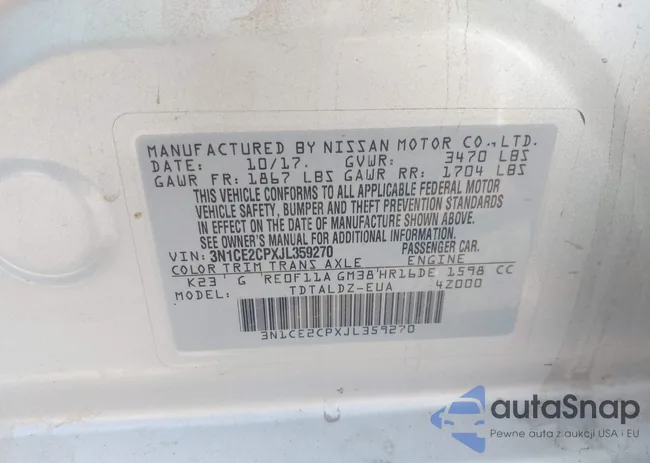 MANUFACTURED BY NISSAN MOTOR CO., LTD.
DATE: 10/17. GVWR: 3470 LBS
GAWR FR: 1867 LBS GAWR RR: 1704 LBS
THIS VEHICLE CONFORMS TO ALL APPLICABLE FEDERAL MOTOR
VEHICLE SAFETY, BUMPER AND THEFT PREVENTION STANDARDS
IN EFFECT ON THE DATE OF MANUFACTURE SHOWN ABOVE.
SEE OWNER'S MANUAL FOR ADDITIONAL INFORMATION.
VIN: 3N1CE2CPXJL359270 PASSENGER CAR.
COLOR TRIM TRANS AXLE ENGINE
K23 G RE0F11A GM38 HR16DE 1598 CC
MODEL: TDTALDZ-EUA 4Z000
3N1CE2CPXJL359270
autaSnap
Pewne auta z aukcji USA i EU